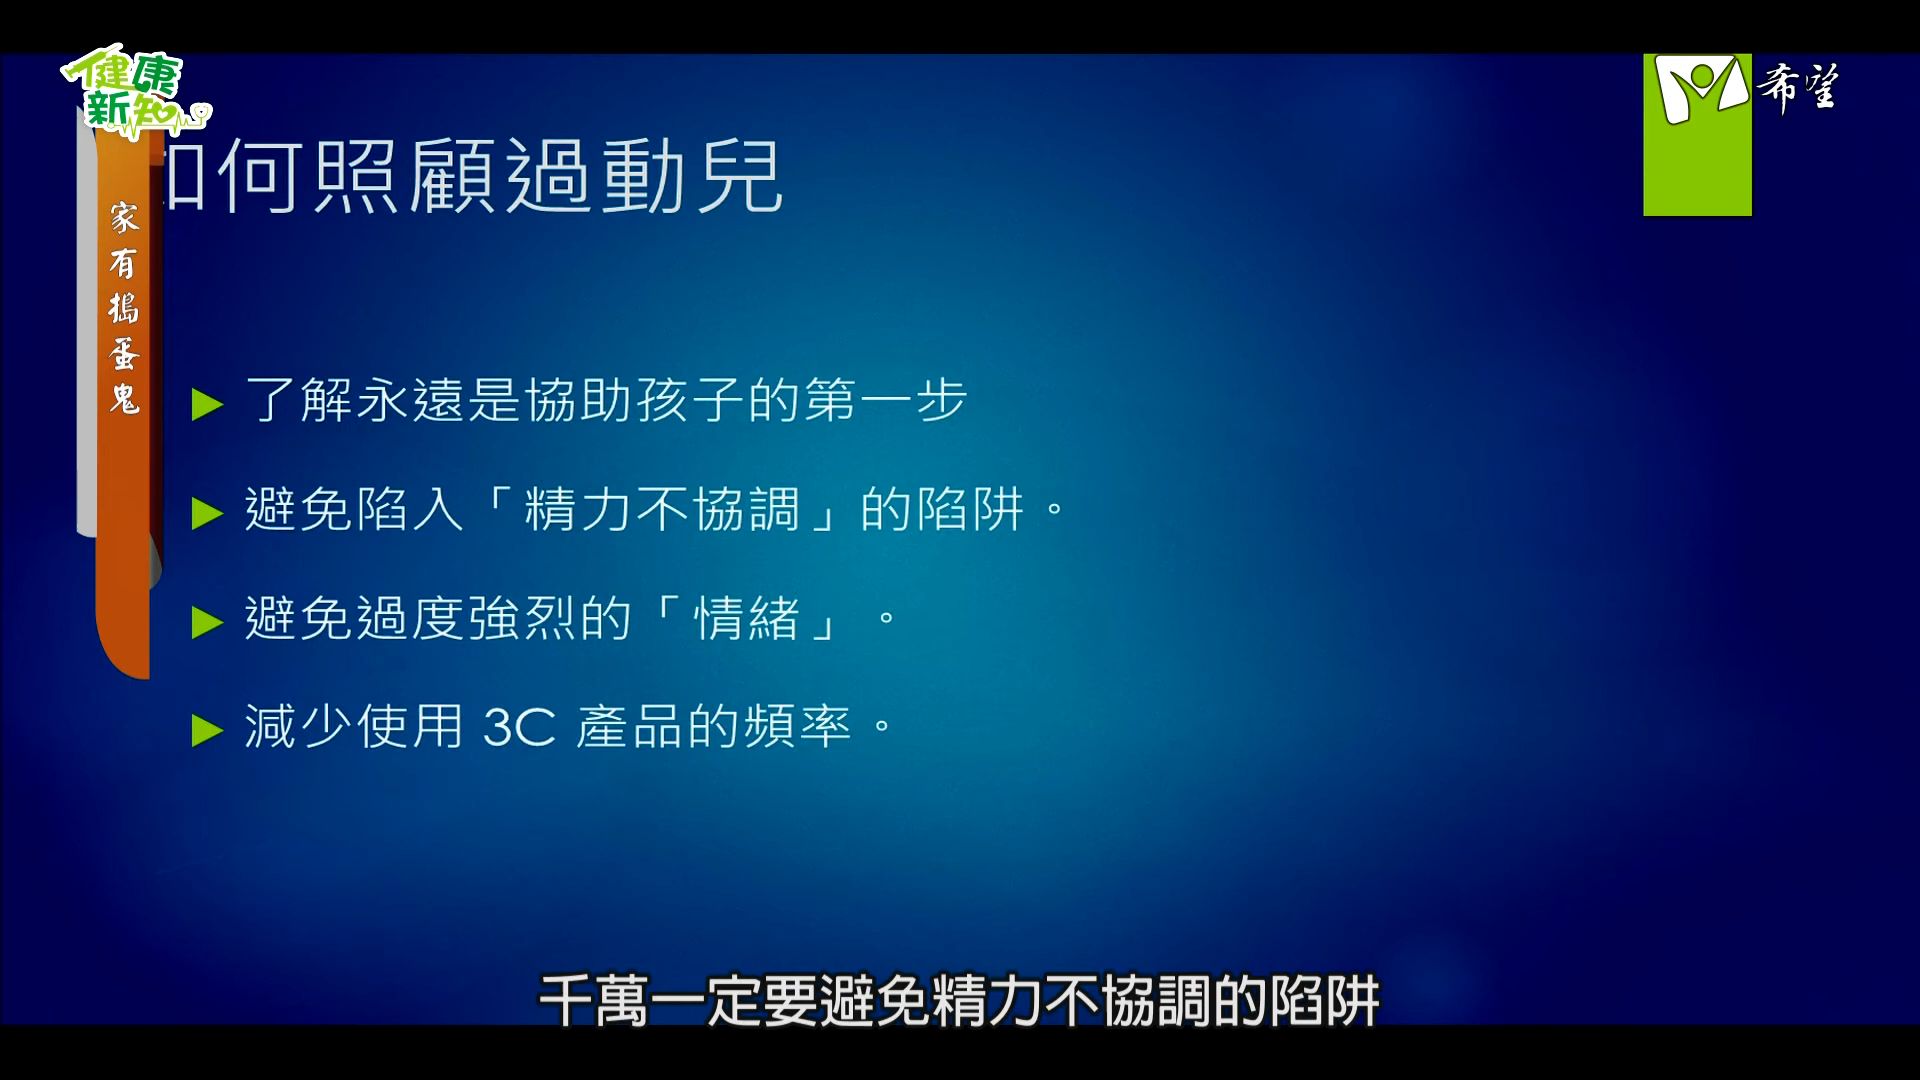 健康
新知
希望
如何照顧過動兒
家有搗蛋鬼
了解永遠是協助孩子的第一步
避免陷入「精力不協調」的陷阱。
避免過度強烈的「情緒」。
減少使用 3C 產品的頻率。
千萬一定要避免精力不協調的陷阱